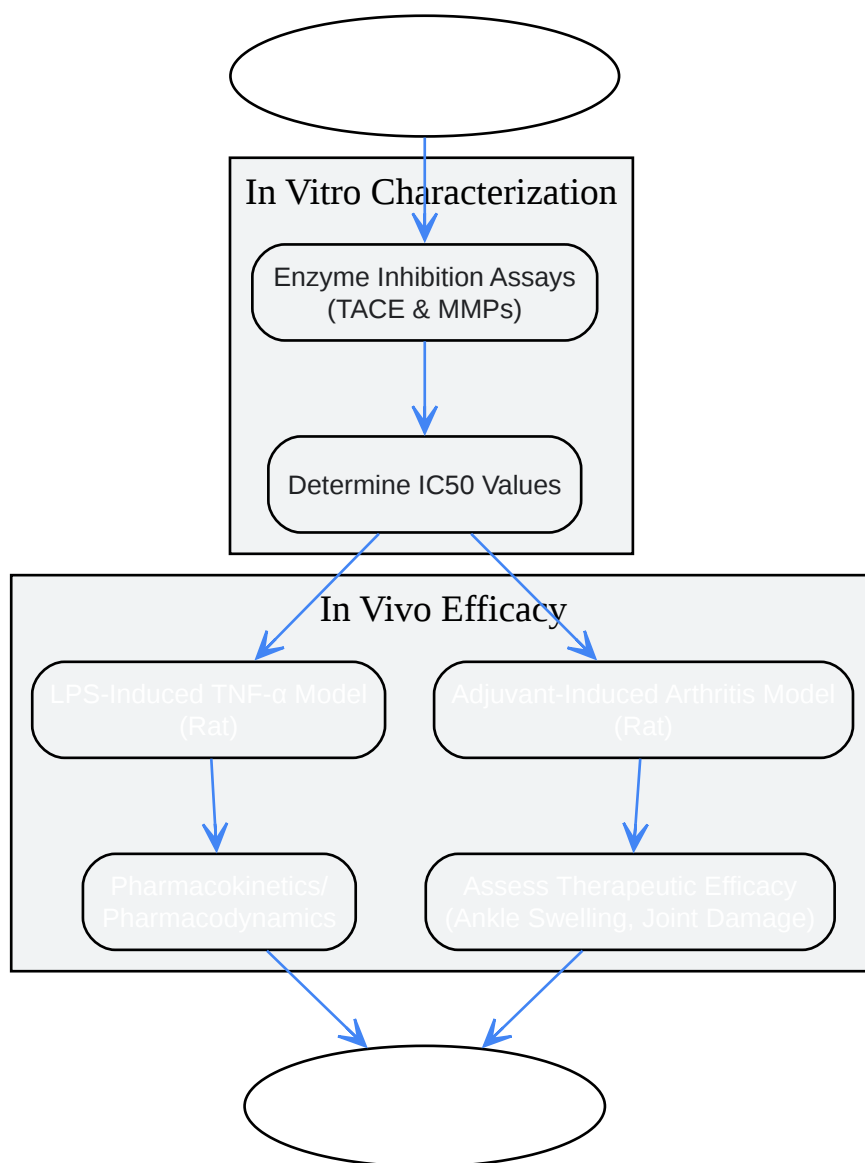 In Vitro Characterization
Enzyme Inhibition Assays
(TACE & MMPs)
Determine IC50 Values
In Vivo Efficacy
LPS-Induced TNF-α Model
(Rat)
Adjuvant-Induced Arthritis Model
(Rat)
Pharmacokinetics/
Pharmacodynamics
Assess Therapeutic Efficacy
(Ankle Swelling, Joint Damage)